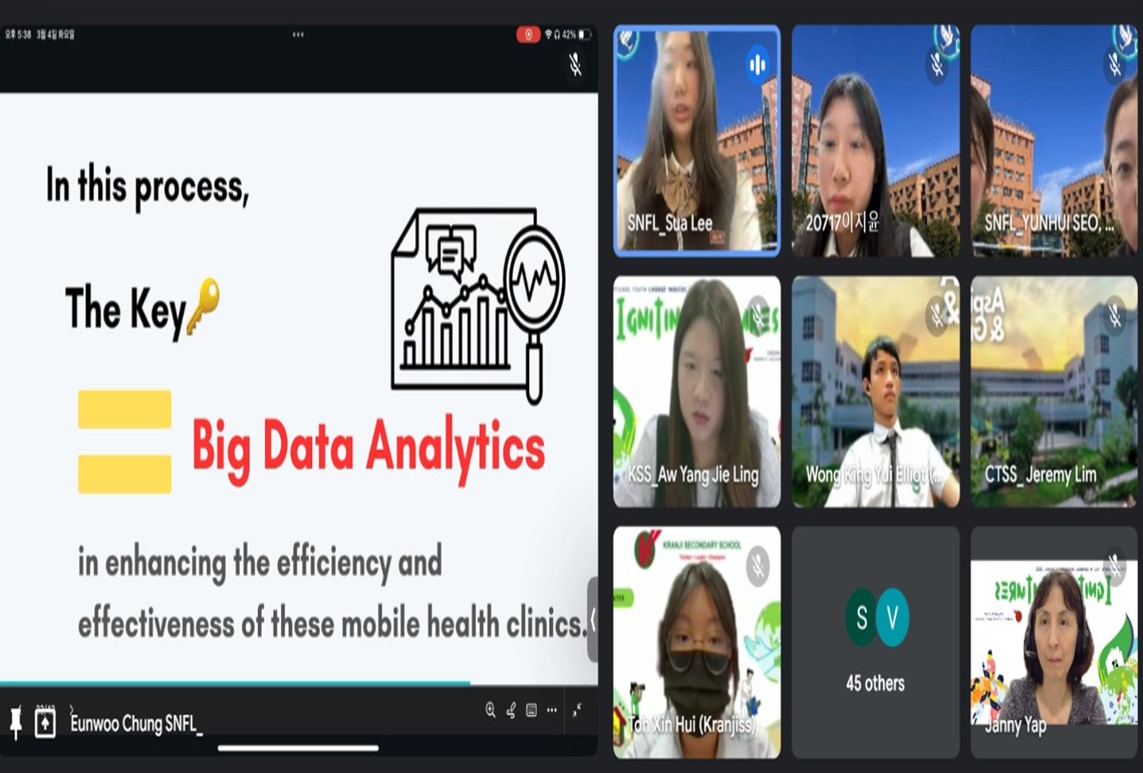 오후 5:38 3월 4일 화요일
42%
In this process,
The Key
Big Data Analytics
in enhancing the efficiency and
effectiveness of these mobile health clinics.
Eunwoo Chung SNFL_
SNFL_Sua Lee
20717이지윤
SNFL_YUNHUI SEO, ...
IGNITIN
KSS_Aw Yang Jie Ling
A
&
Wong King Yui Elliot (...
CTSS_ Jeremy Lim
KRANJI SECONDARY SCHOOL
Toh Xin Hui (Kranjiss)
S V
45 others
Janny Yap